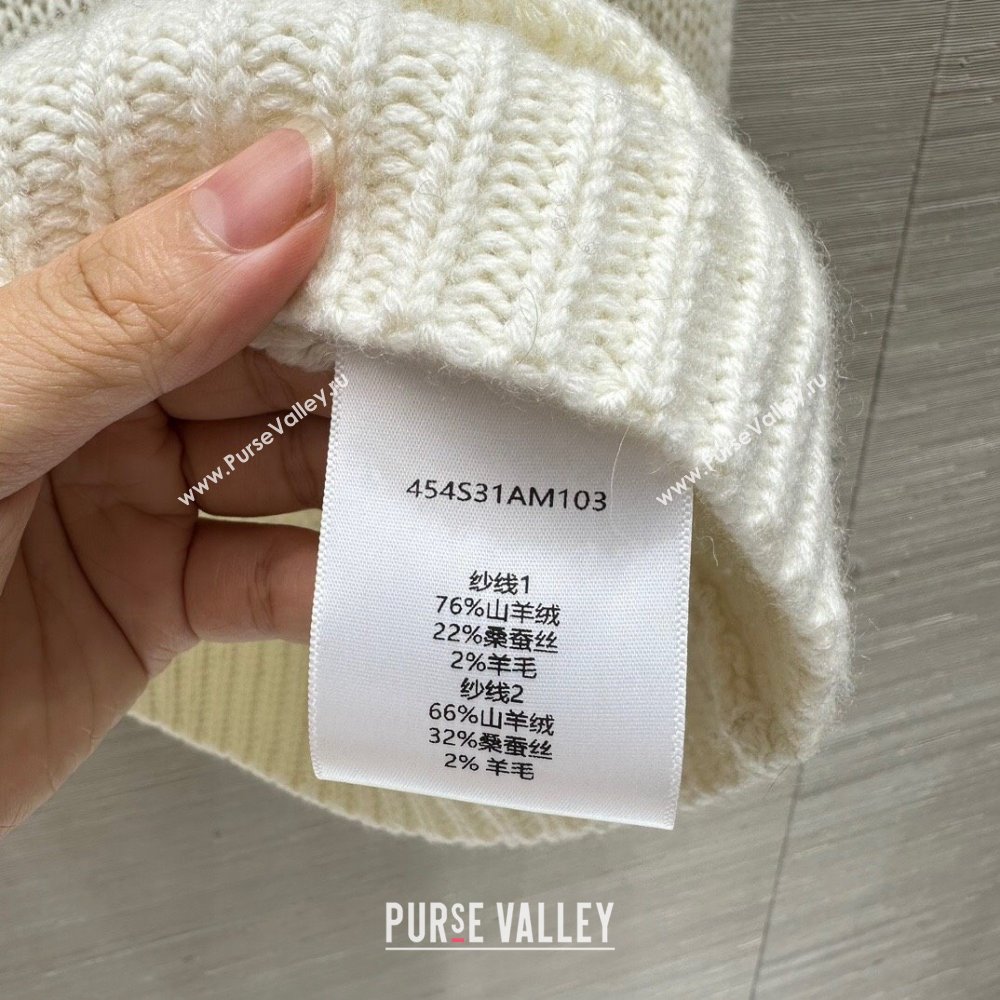 www.PurseValley.ru
www.PurseValley.ru
454S31AM103
纱线1
76%山羊绒
22%桑蚕丝
2%羊毛
纱线2
66%山羊绒
32%桑蚕丝
2% 羊毛
PURSE VALLEY